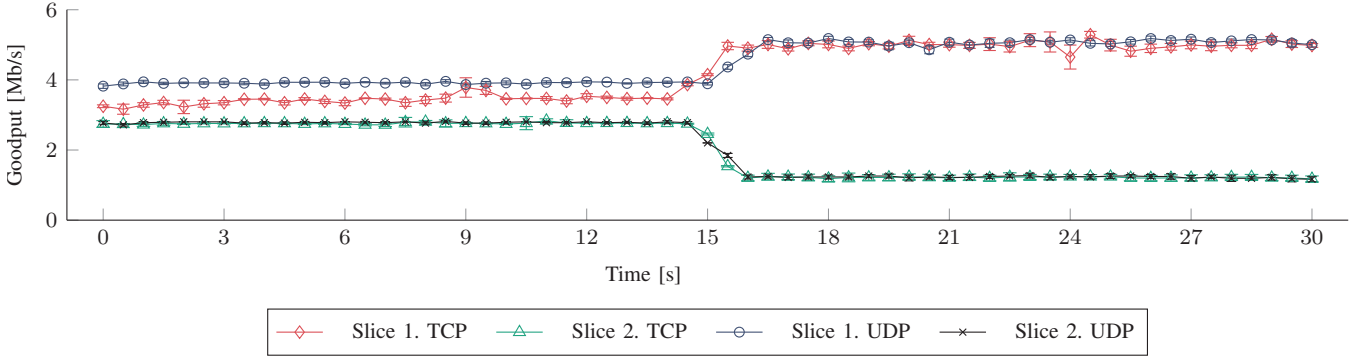 Goodput [Mb/s]
6
4
2
0
0 3 6 9 12 15 18 21 24 27 30
Time [s]
Slice 1. TCP Slice 2. TCP Slice 1. UDP Slice 2. UDP